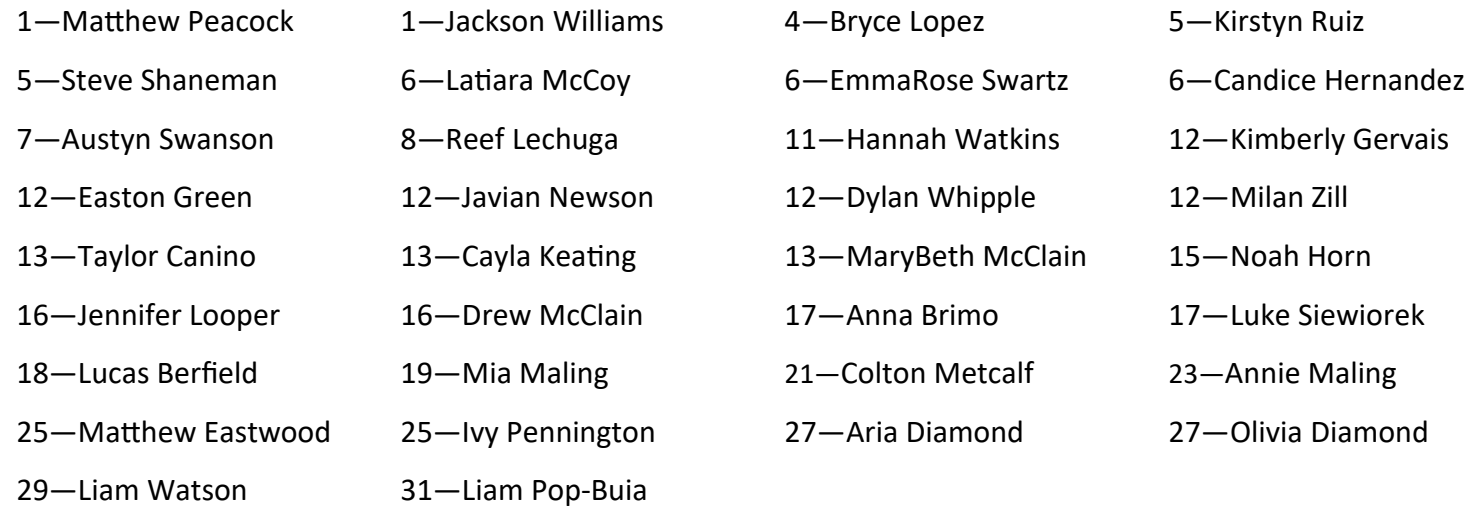 1—Matthew Peacock 1—Jackson Williams 4—Bryce Lopez 5—Kirstyn Ruiz
5—Steve Shaneman 6—Latiara McCoy 6—EmmaRose Swartz 6—Candice Hernandez
7—Austyn Swanson 8—Reef Lechuga 11—Hannah Watkins 12—Kimberly Gervais
12—Easton Green 12—Javian Newson 12—Dylan Whipple 12—Milan Zill
13—Taylor Canino 13—Cayla Keating 13—MaryBeth McClain 15—Noah Horn
16—Jennifer Looper 16—Drew McClain 17—Anna Brimo 17—Luke Siewiorek
18—Lucas Berfield 19—Mia Maling 21—Colton Metcalf 23—Annie Maling
25—Matthew Eastwood 25—Ivy Pennington 27—Aria Diamond 27—Olivia Diamond
29—Liam Watson 31—Liam Pop-Buia